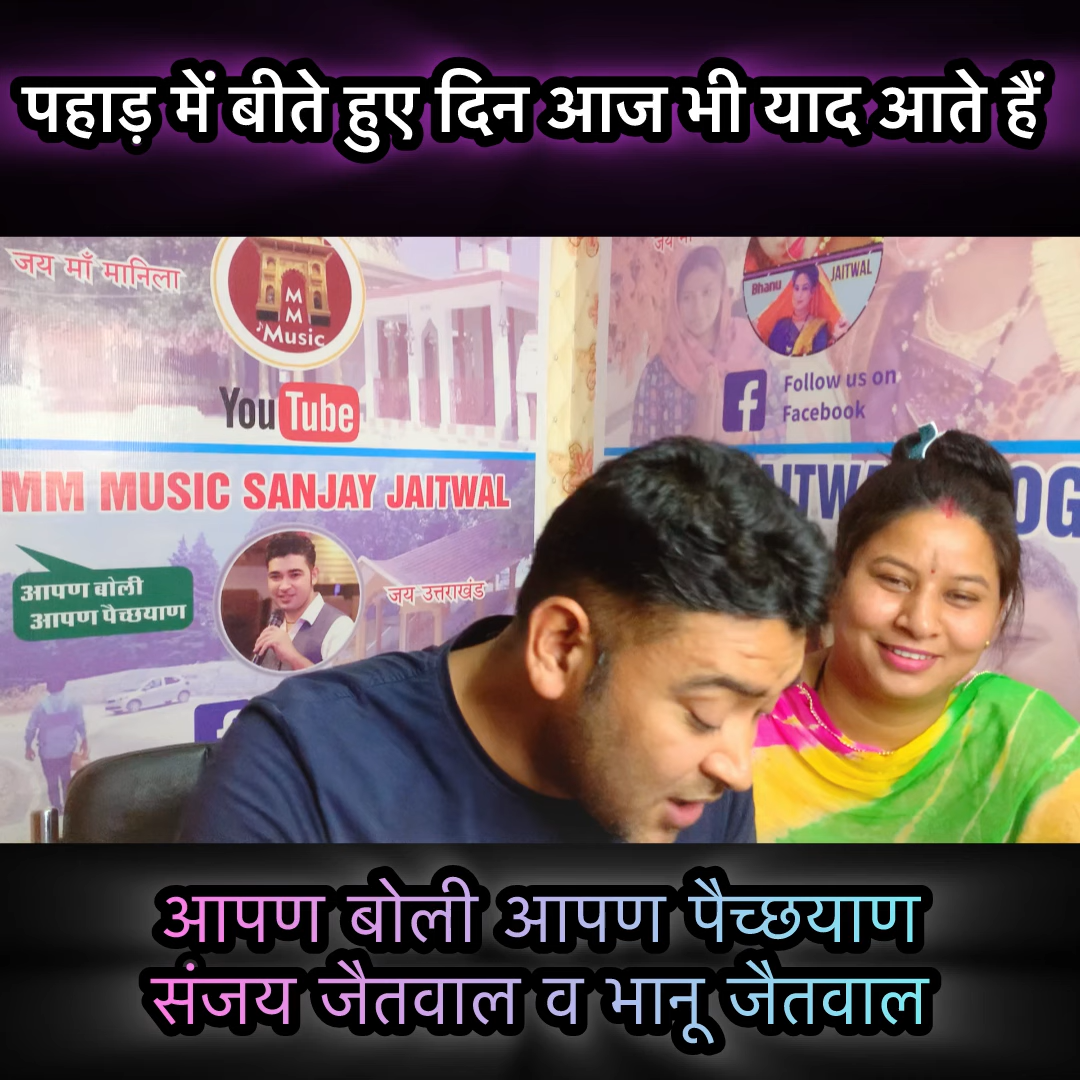 पहाड़ में बीते हुए दिन आज भी याद आते हैं
जय माँ मानिला
M
M
Music
YouTube
MM MUSIC SANJAY JAITWAL
आपण बोली
आपण पैच्छयाण
जय उत्तराखंड
Bhanu JAITWAL
Follow us on
Facebook
आपण बोली आपण पैच्छयाण
संजय जैतवाल व भानू जैतवाल